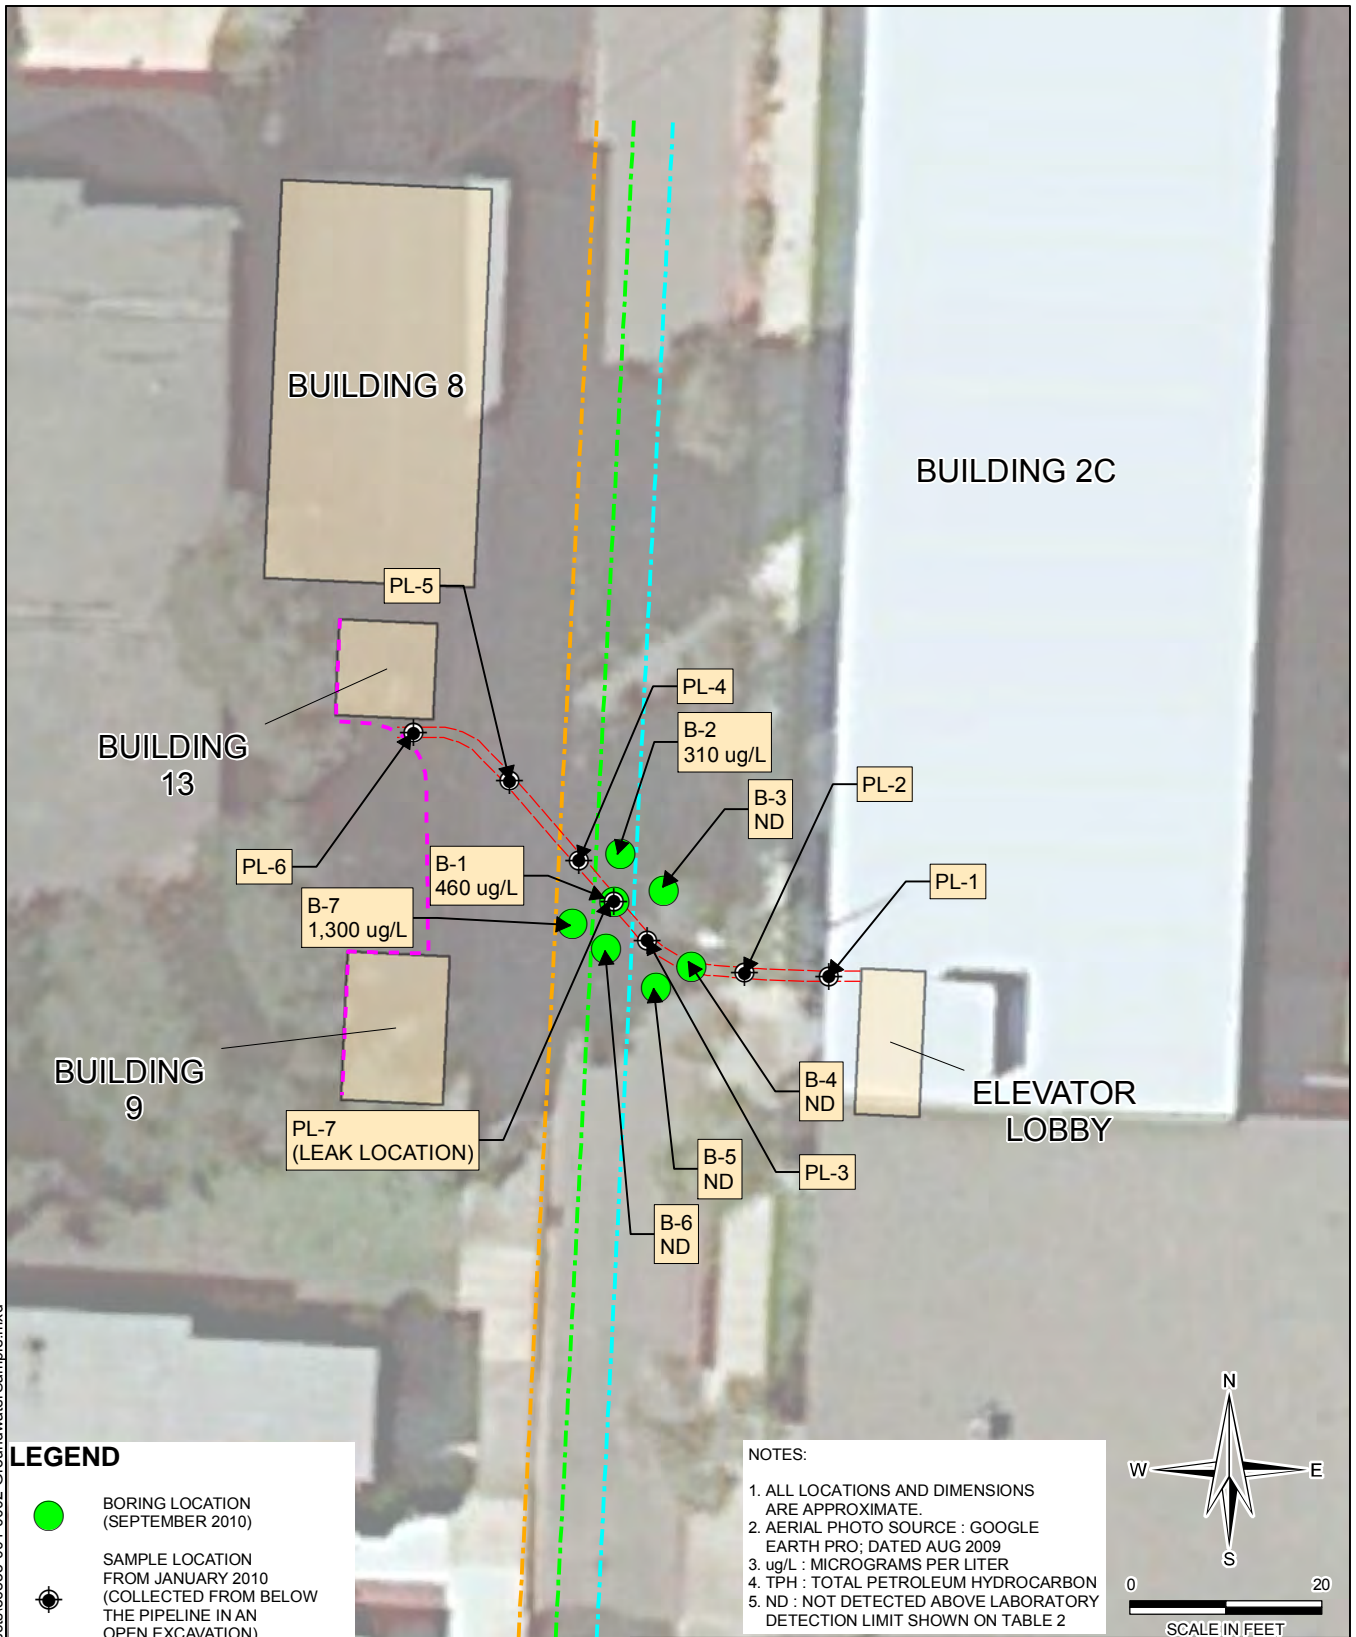 BUILDING 8
BUILDING 2C
PL-5
PL-4
B-2
310 ug/L
BUILDING
13
B-3
ND
PL-2
PL-6
B-1
460 ug/L
PL-1
B-7
1,300 ug/L
BUILDING
9
B-4
ND
ELEVATOR
LOBBY
PL-7
(LEAK LOCATION)
B-5
ND
PL-3
B-6
ND
LEGEND
BORING LOCATION
(SEPTEMBER 2010)
SAMPLE LOCATION
FROM JANUARY 2010
(COLLECTED FROM BELOW
THE PIPELINE IN AN
OPEN EXCAVATION)
NOTES:
1. ALL LOCATIONS AND DIMENSIONS
ARE APPROXIMATE.
2. AERIAL PHOTO SOURCE : GOOGLE
EARTH PRO; DATED AUG 2009
3. ug/L : MICROGRAMS PER LITER
4. TPH : TOTAL PETROLEUM HYDROCARBON
5. ND : NOT DETECTED ABOVE LABORATORY
DETECTION LIMIT SHOWN ON TABLE 2
N
W E
S
0 20
SCALE IN FEET